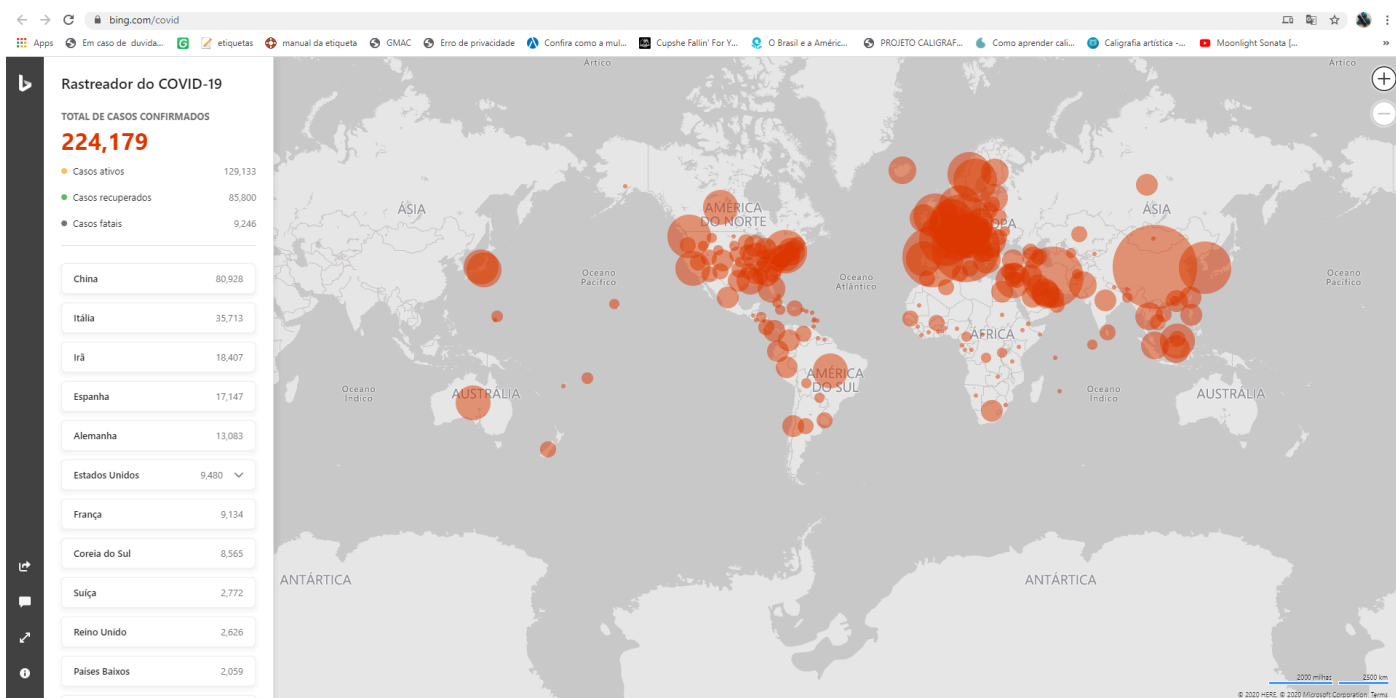 bing.com/covid
Apps Em caso de duvida... etiquetas manual da etiqueta GMAC Erro de privacidade Confira como a mul... Cupshe Fallin' For Y... O Brasil e a Améric... PROJETO CALIGRAF... Como aprender cali... Caligrafia artística -... Moonlight Sonata [... »
Rastreador do COVID-19
TOTAL DE CASOS CONFIRMADOS
224,179
Casos ativos 129,133
Casos recuperados 85,800
Casos fatais 9,246
China 80,928
Itália 35,713
Irã 18,407
Espanha 17,147
Alemanha 13,083
Estados Unidos 9,480
França 9,134
Coreia do Sul 8,565
Suíça 2,772
Reino Unido 2,626
Países Baixos 2,059
Ártico
Ártico
ÁSIA
AMÉRICA
DO NORTE
OPA
ÁSIA
Oceano
Pacífico
Oceano
Atlântico
Oceano
Pacífico
ÁFRICA
AMÉRICA
DO SUL
Oceano
Índico
AUSTRÁLIA
Oceano
Índico
AUSTRÁLIA
ANTÁRTICA
ANTÁRTICA
2000 milhas 2500 km
© 2020 HERE, © 2020 Microsoft Corporation Terms